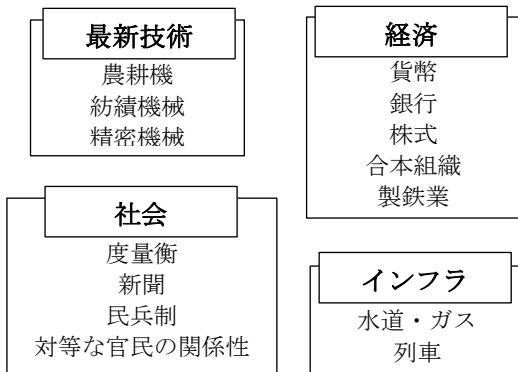 最新技術
農耕機
紡績機械
精密機械
経済
貨幣
銀行
株式
合本組織
製鉄業
社会
度量衡
新聞
民兵制
対等な官民の関係性
インフラ
水道・ガス
列車